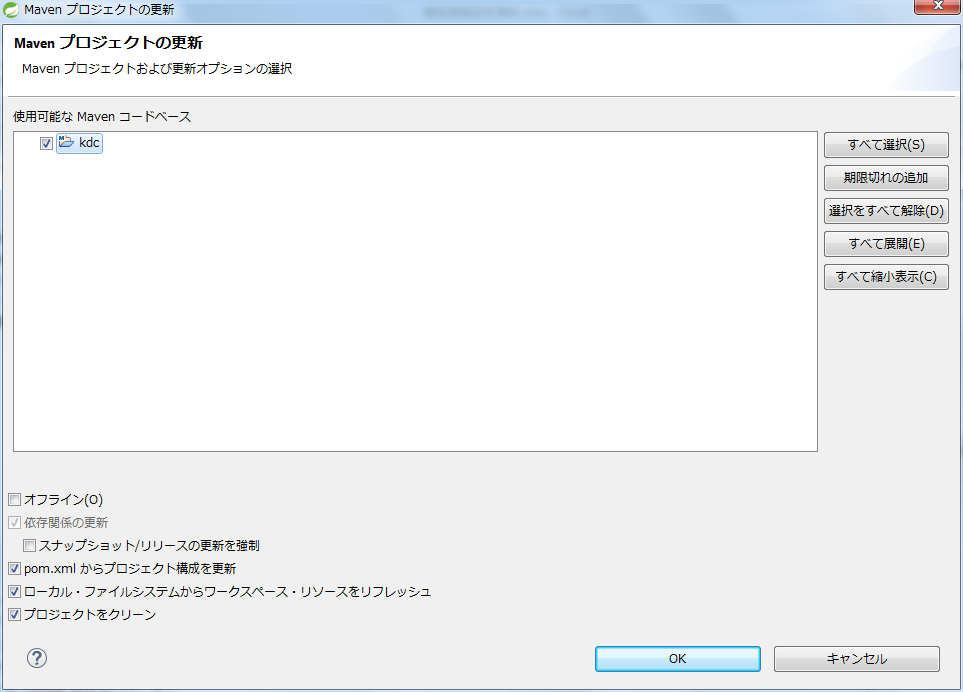 Maven プロジェクトの更新
Maven プロジェクトの更新
Maven プロジェクトおよび更新オプションの選択
使用可能な Maven コードベース
kdc
すべて選択(S)
期限切れの追加
選択をすべて解除(D)
すべて展開(E)
すべて縮小表示(C)
オフライン(O)
依存関係の更新
スナップショット/リリースの更新を強制
pom.xml からプロジェクト構成を更新
ローカル・ファイルシステムからワークスペース・リソースをリフレッシュ
プロジェクトをクリーン
OK
キャンセル